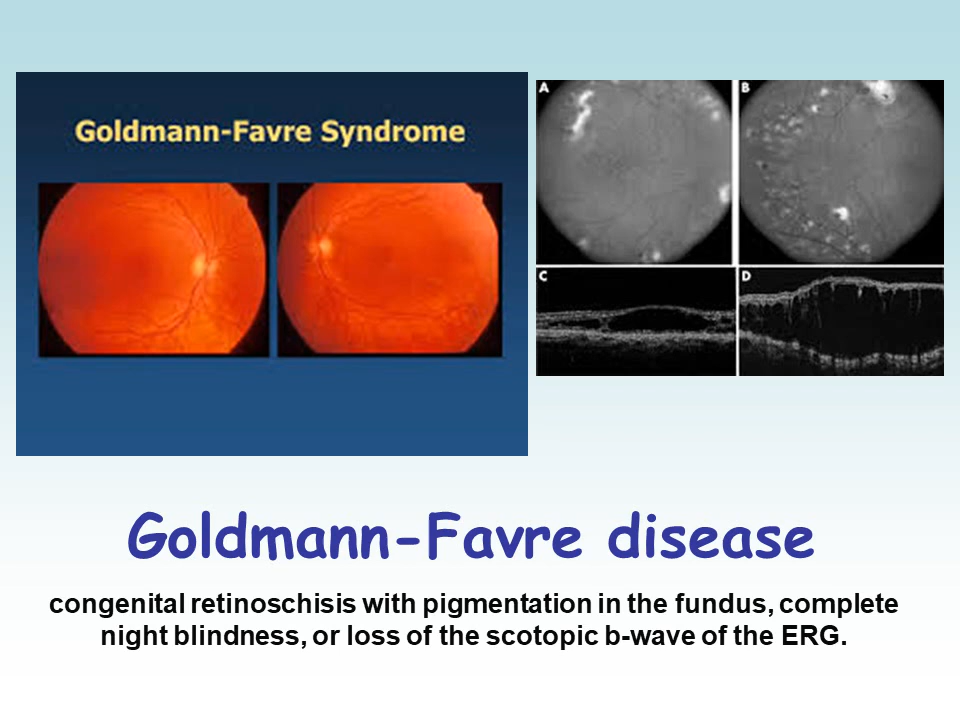 Goldmann-Favre Syndrome
A
B
C
D
Goldmann-Favre disease
congenital retinoschisis with pigmentation in the fundus, complete
night blindness, or loss of the scotopic b-wave of the ERG.